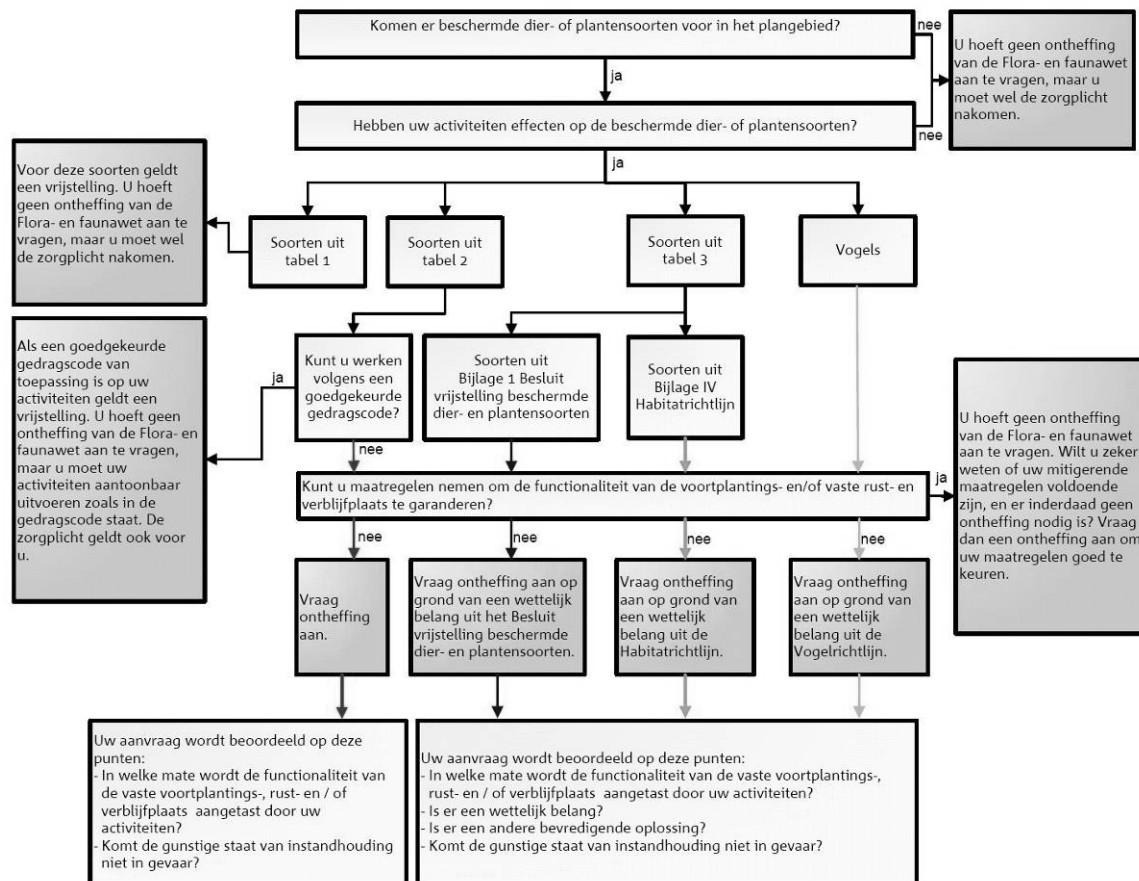 Komen er beschermde dier- of plantensoorten voor in het plangebied?
nee
U hoeft geen ontheffing
van de Flora- en faunawet
aan te vragen, maar u
moet wel de zorgplicht
nakomen.
ja
Hebben uw activiteiten effecten op de beschermde dier- of plantensoorten?
nee
ja
Voor deze soorten geldt
een vrijstelling. U hoeft
geen ontheffing van de
Flora- en faunawet aan te
vragen, maar u moet wel
de zorgplicht nakomen.
Soorten uit
tabel 1
Soorten uit
tabel 2
Soorten uit
tabel 3
Vogels
Als een goedgekeurde
gedragscode van
toepassing is op uw
activiteiten geldt een
vrijstelling. U hoeft geen
ontheffing van de Flora- en
faunawet aan te vragen,
maar u moet uw
activiteiten aantoonbaar
uitvoeren zoals in de
gedragscode staat. De
zorgplicht geldt ook voor
u.
ja
Kunt u werken
volgens een
goedgekeurde
gedragscode?
Soorten uit
Bijlage 1 Besluit
vrijstelling beschermde
dier- en plantensoorten
Soorten uit
Bijlage IV
Habitatrichtlijn
nee
Kunt u maatregelen nemen om de functionaliteit van de voortplantings- en/of vaste rust- en
verblijfplaats te garanderen?
ja
U hoeft geen ontheffing
van de Flora- en faunawet
aan te vragen. Wilt u zeker
weten of uw mitigerende
maatregelen voldoende
zijn, en er inderdaad geen
ontheffing nodig is? Vraag
dan een ontheffing aan om
uw maatregelen goed te
keuren.
nee
nee
nee
nee
Vraag
ontheffing
aan.
Vraag ontheffing aan op
grond van een wettelijk
belang uit het Besluit
vrijstelling beschermde
dier- en plantensoorten.
Vraag ontheffing
aan op grond van
een wettelijk
belang uit de
Habitatrichtlijn.
Vraag ontheffing
aan op grond van
een wettelijk
belang uit de
Vogelrichtlijn.
Uw aanvraag wordt beoordeeld op deze
punten:
- In welke mate wordt de functionaliteit van
de vaste voortplantings-, rust- en / of
verblijfplaats aangetast door uw
activiteiten?
- Komt de gunstige staat van instandhouding
niet in gevaar?
Uw aanvraag wordt beoordeeld op deze punten:
- In welke mate wordt de functionaliteit van de vaste voortplantings-,
rust- en / of verblijfplaats aangetast door uw activiteiten?
- Is er een wettelijk belang?
- Is er een andere bevredigende oplossing?
- Komt de gunstige staat van instandhouding niet in gevaar?